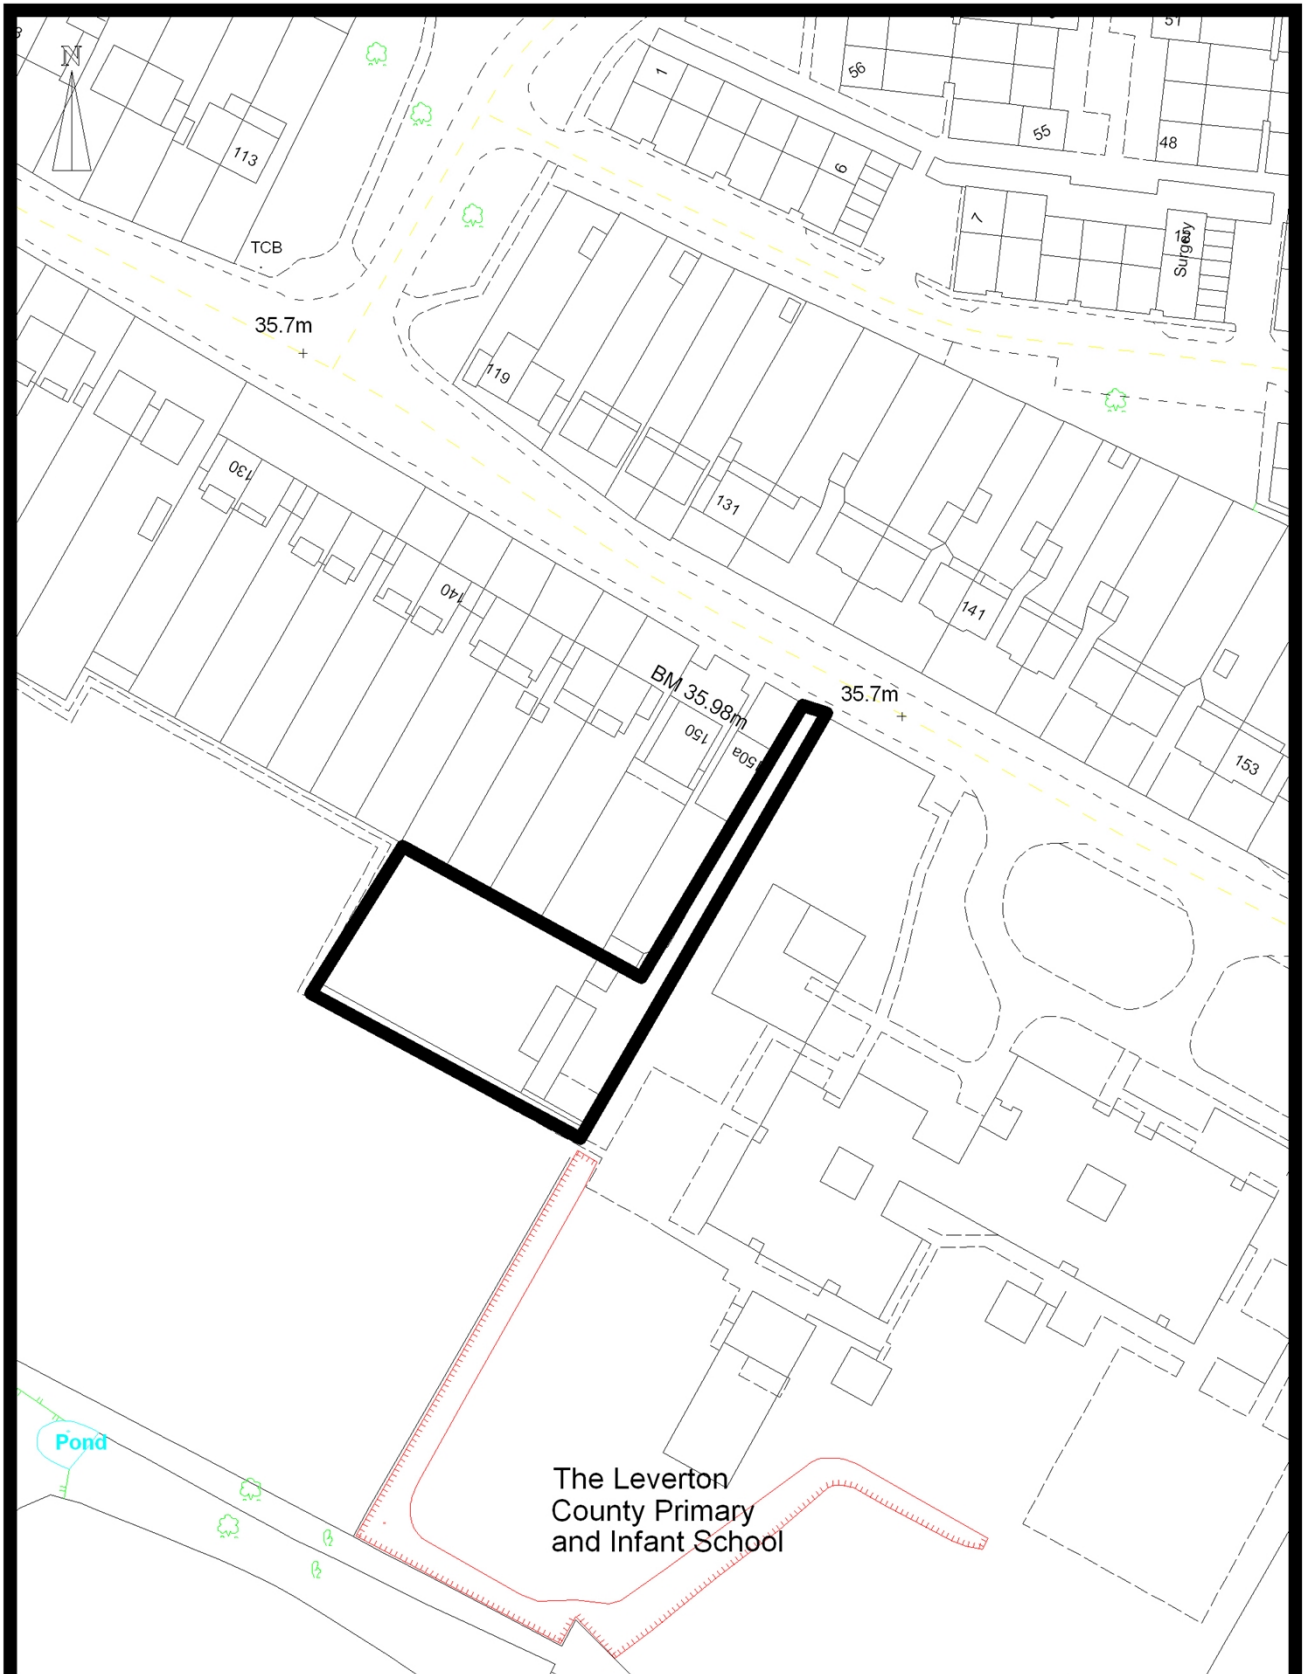 N
113
TCB
35.7m
1
6
56
55
51
48
7
Surgery
119
130
131
140
141
BM 35.98m
150
35.7m
153
Pond
The Leverton
County Primary
and Infant School